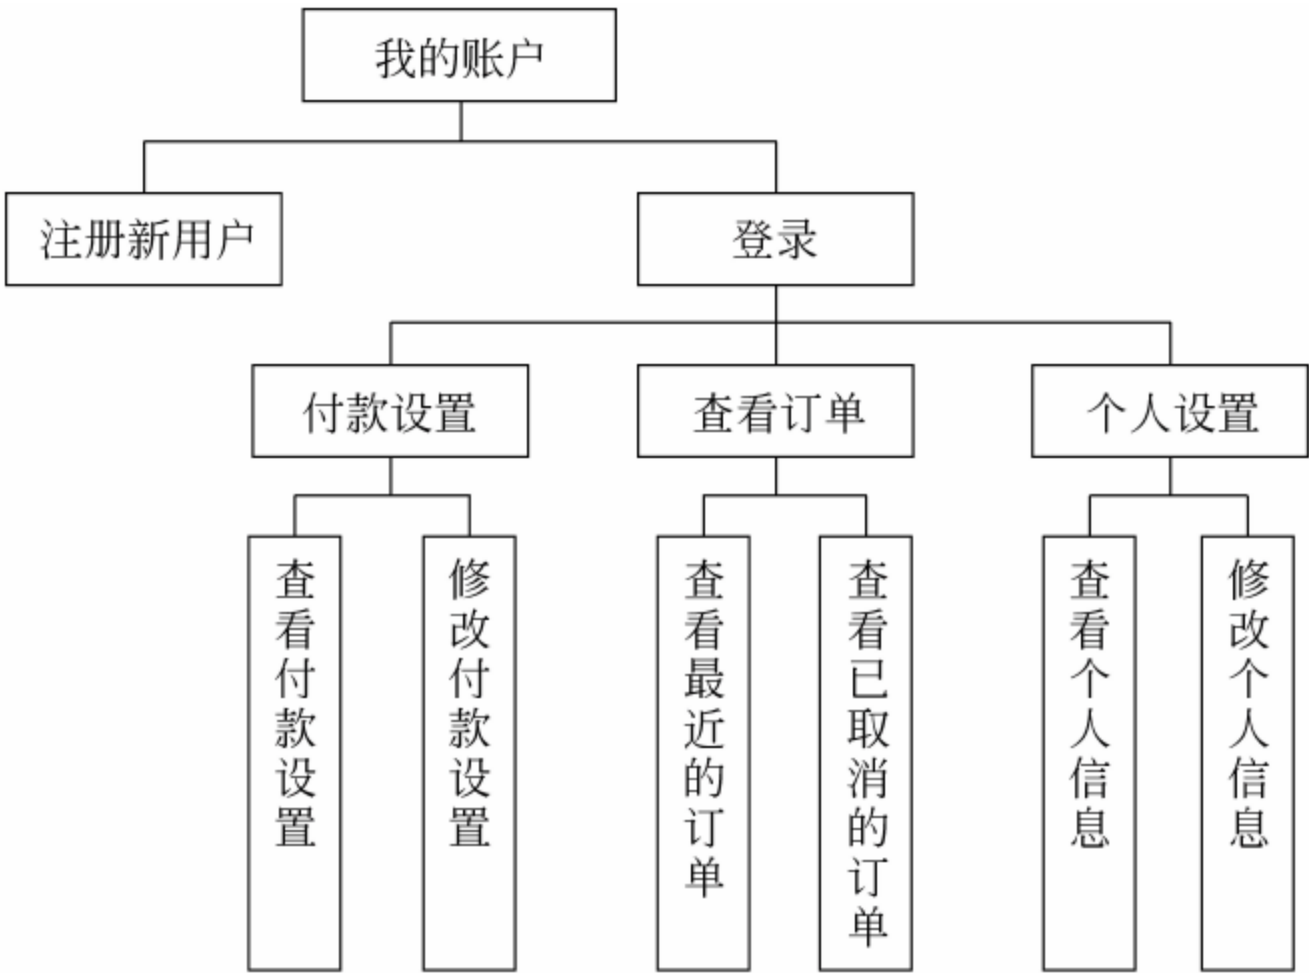 我的账户
注册新用户
登录
付款设置
查看订单
个人设置
查看付款设置
修改付款设置
查看最近的订单
查看已取消的订单
查看个人信息
修改个人信息